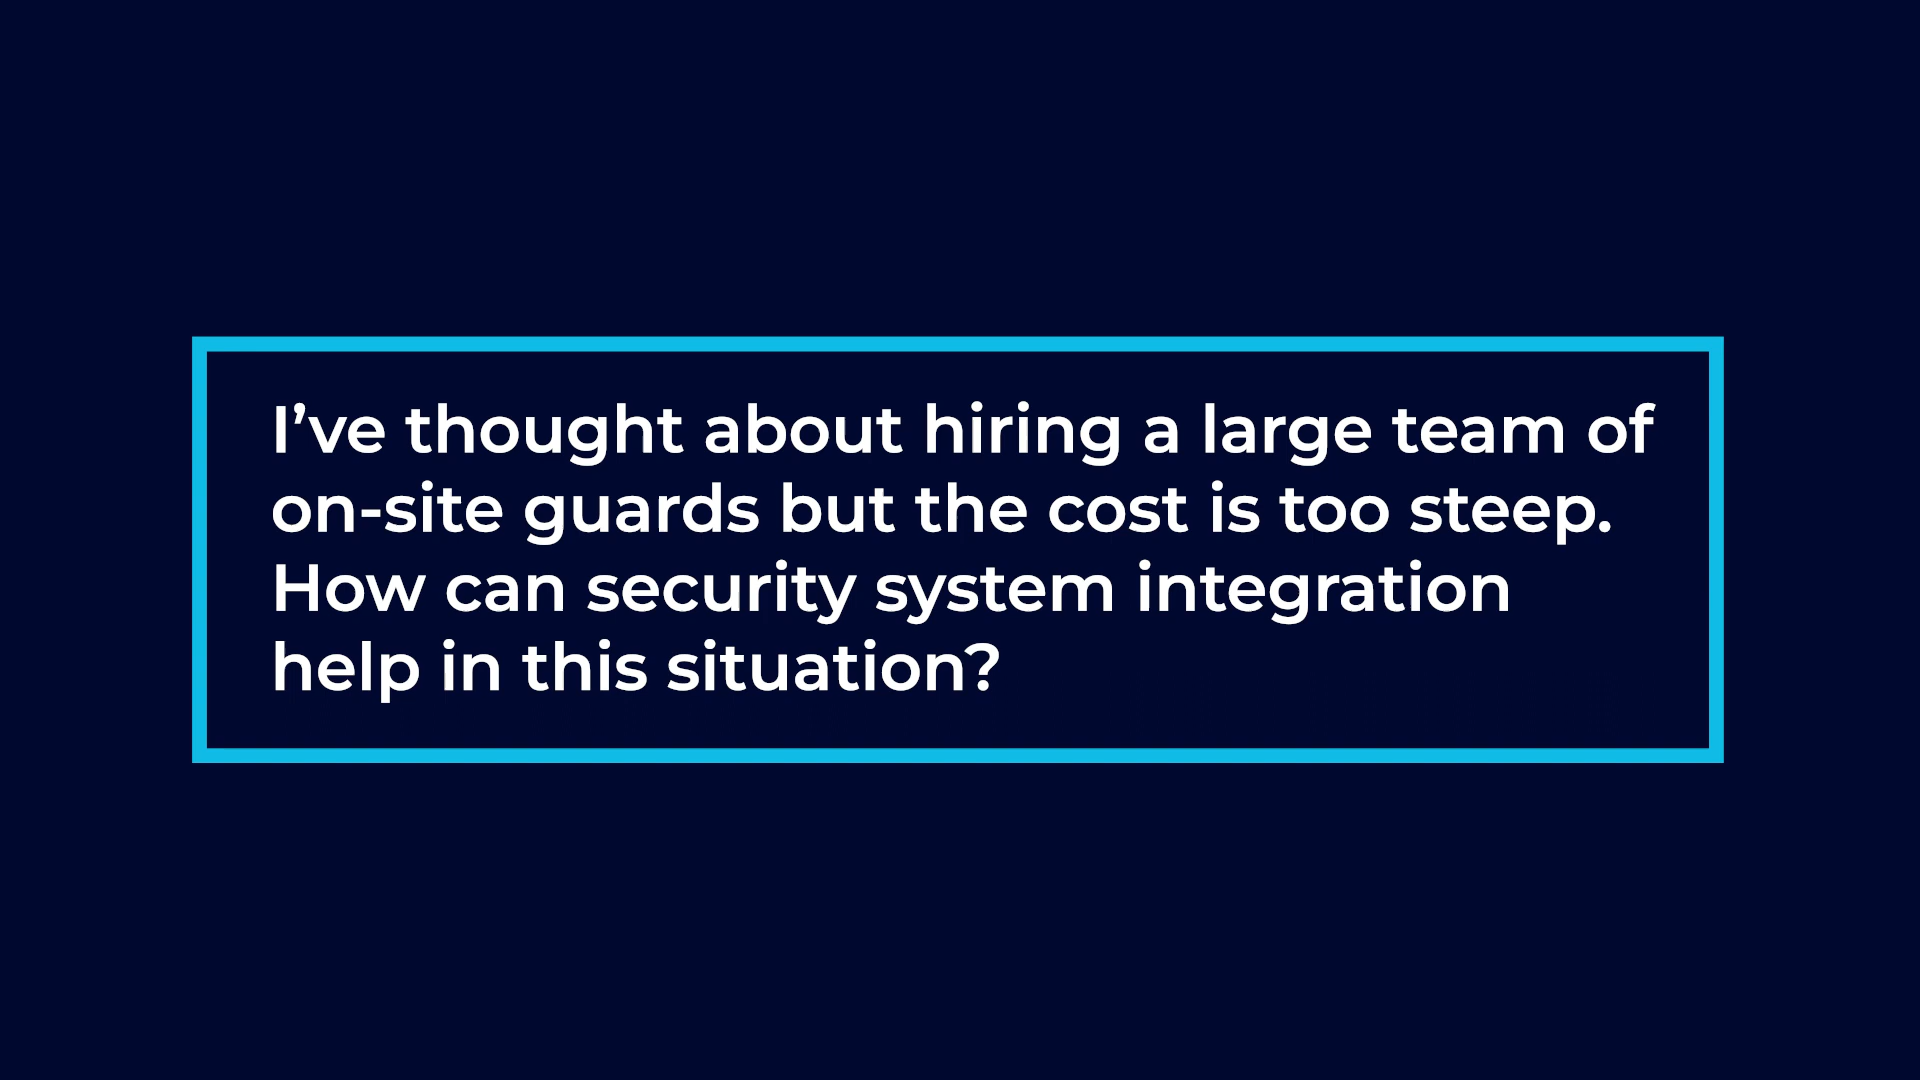 I’ve thought about hiring a large team of
on-site guards but the cost is too steep.
How can security system integration
help in this situation?